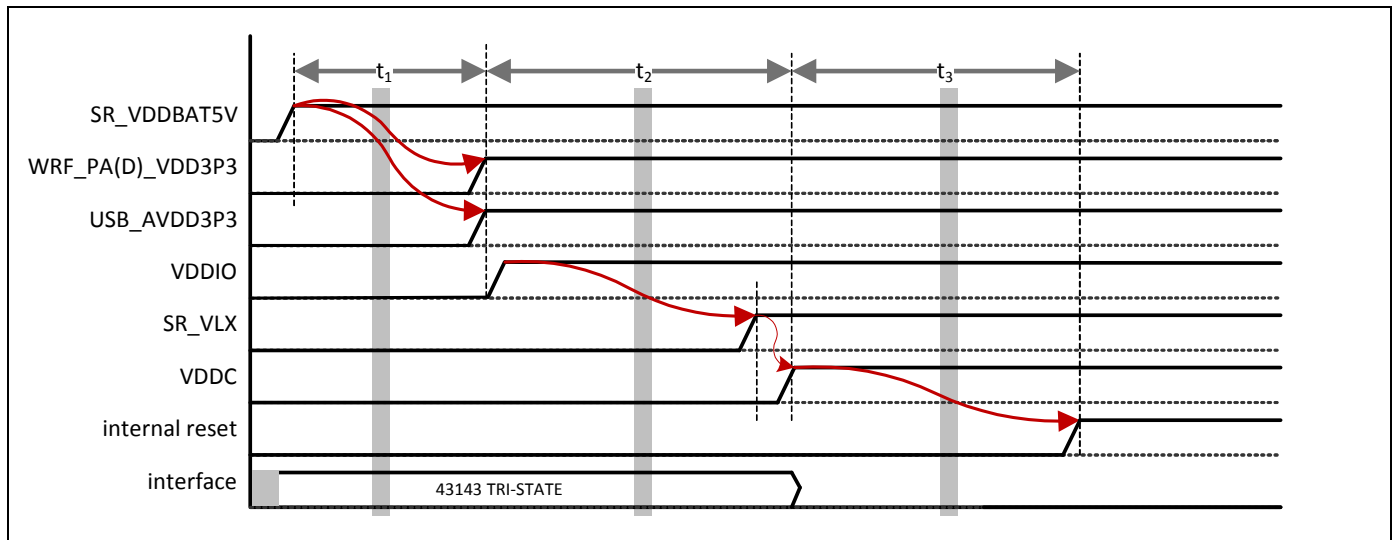 t₁ t₂ t₃
SR_VDDBAT5V
WRF_PA(D)_VDD3P3
USB_AVDD3P3
VDDIO
SR_VLX
VDDC
internal reset
interface 43143 TRI-STATE